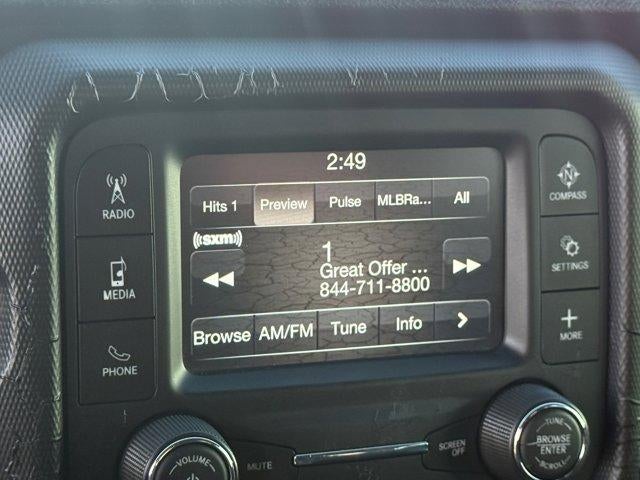 2:49
Hits 1 Preview Pulse MLBRa... All
((sxm))
1
Great Offer ...
844-711-8800
Browse AM/FM Tune Info >
RADIO
MEDIA
PHONE
N
COMPASS
SETTINGS
+
MORE
VOLUME
MUTE
SCREEN
OFF
TUNE
BROWSE
ENTER
SCROLL